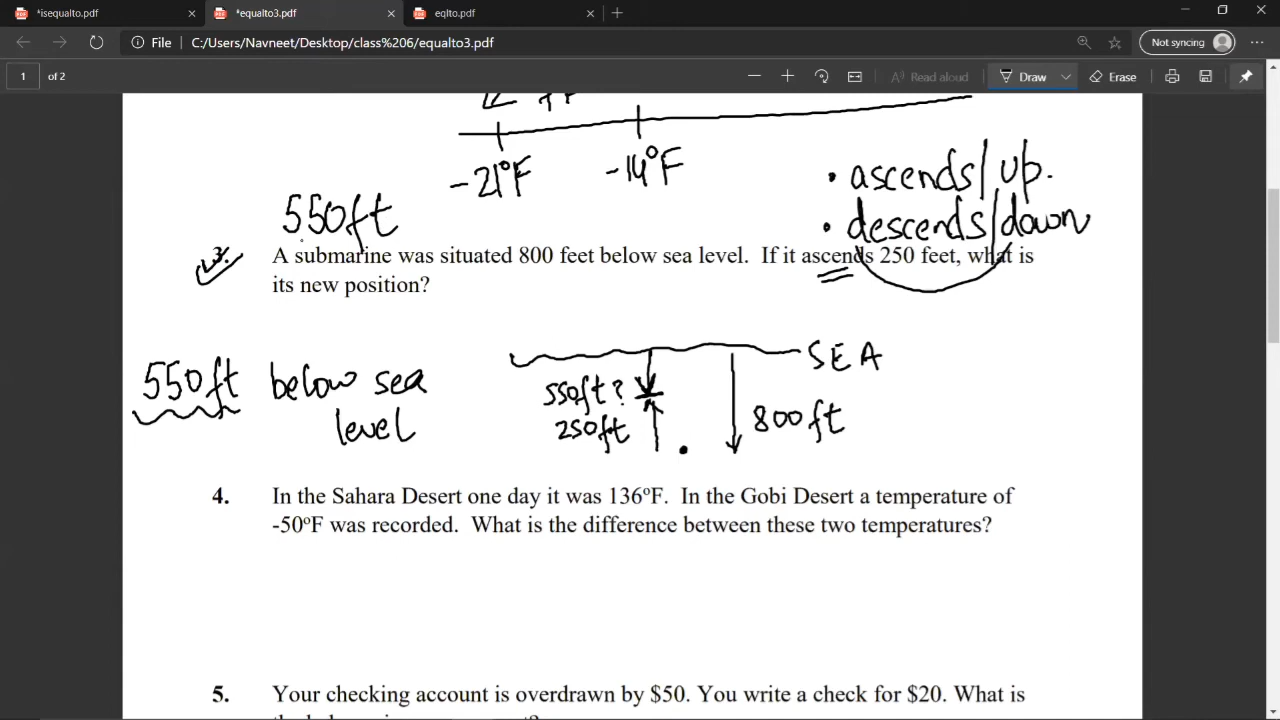 *isequalto.pdf
*equalto3.pdf
eqlto.pdf
File C:/Users/Navneet/Desktop/class%206/equalto3.pdf
Not syncing
1 of 2
Read aloud
Draw
Erase
-21°F
-14°F
• ascends/up.
550ft
• descends/down
3. A submarine was situated 800 feet below sea level. If it ascends 250 feet, what is
its new position?
SEA
550ft below sea
level
550ft?
250ft
800ft
4. In the Sahara Desert one day it was 136°F. In the Gobi Desert a temperature of
-50°F was recorded. What is the difference between these two temperatures?
5. Your checking account is overdrawn by $50. You write a check for $20. What is